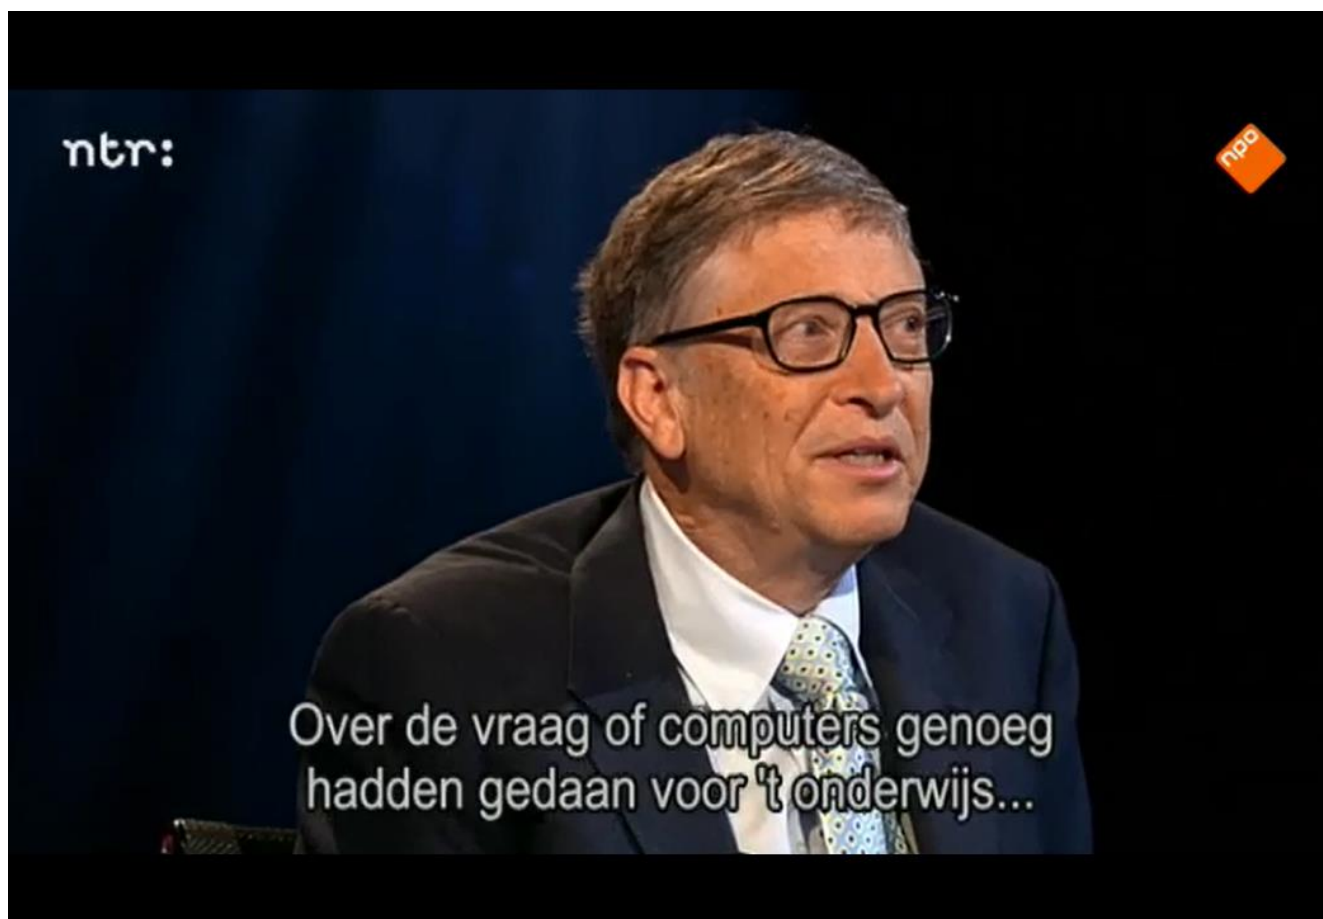 ntr:
npo
Over de vraag of computers genoeg
hadden gedaan voor 't onderwijs...